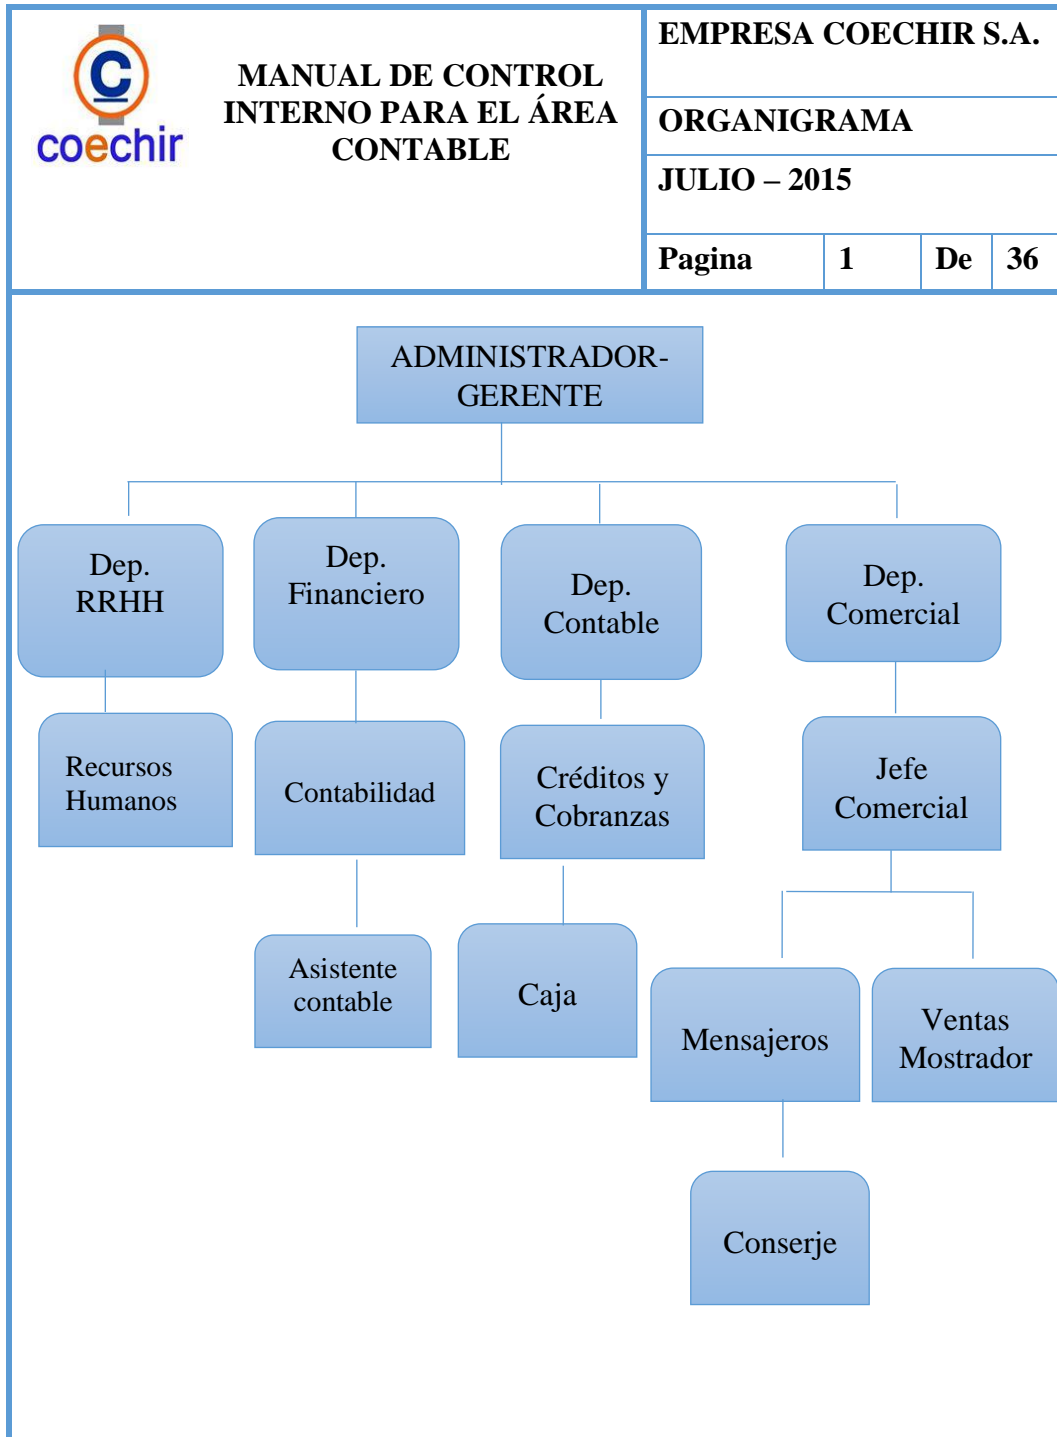 C
coechir
MANUAL DE CONTROL
INTERNO PARA EL ÁREA
CONTABLE
EMPRESA COECHIR S.A.
ORGANIGRAMA
JULIO – 2015
Pagina 1 De 36
ADMINISTRADOR-
GERENTE
Dep.
RRHH
Dep.
Financiero
Dep.
Contable
Dep.
Comercial
Recursos
Humanos
Contabilidad
Créditos y
Cobranzas
Jefe
Comercial
Asistente
contable
Caja
Mensajeros
Ventas
Mostrador
Conserje